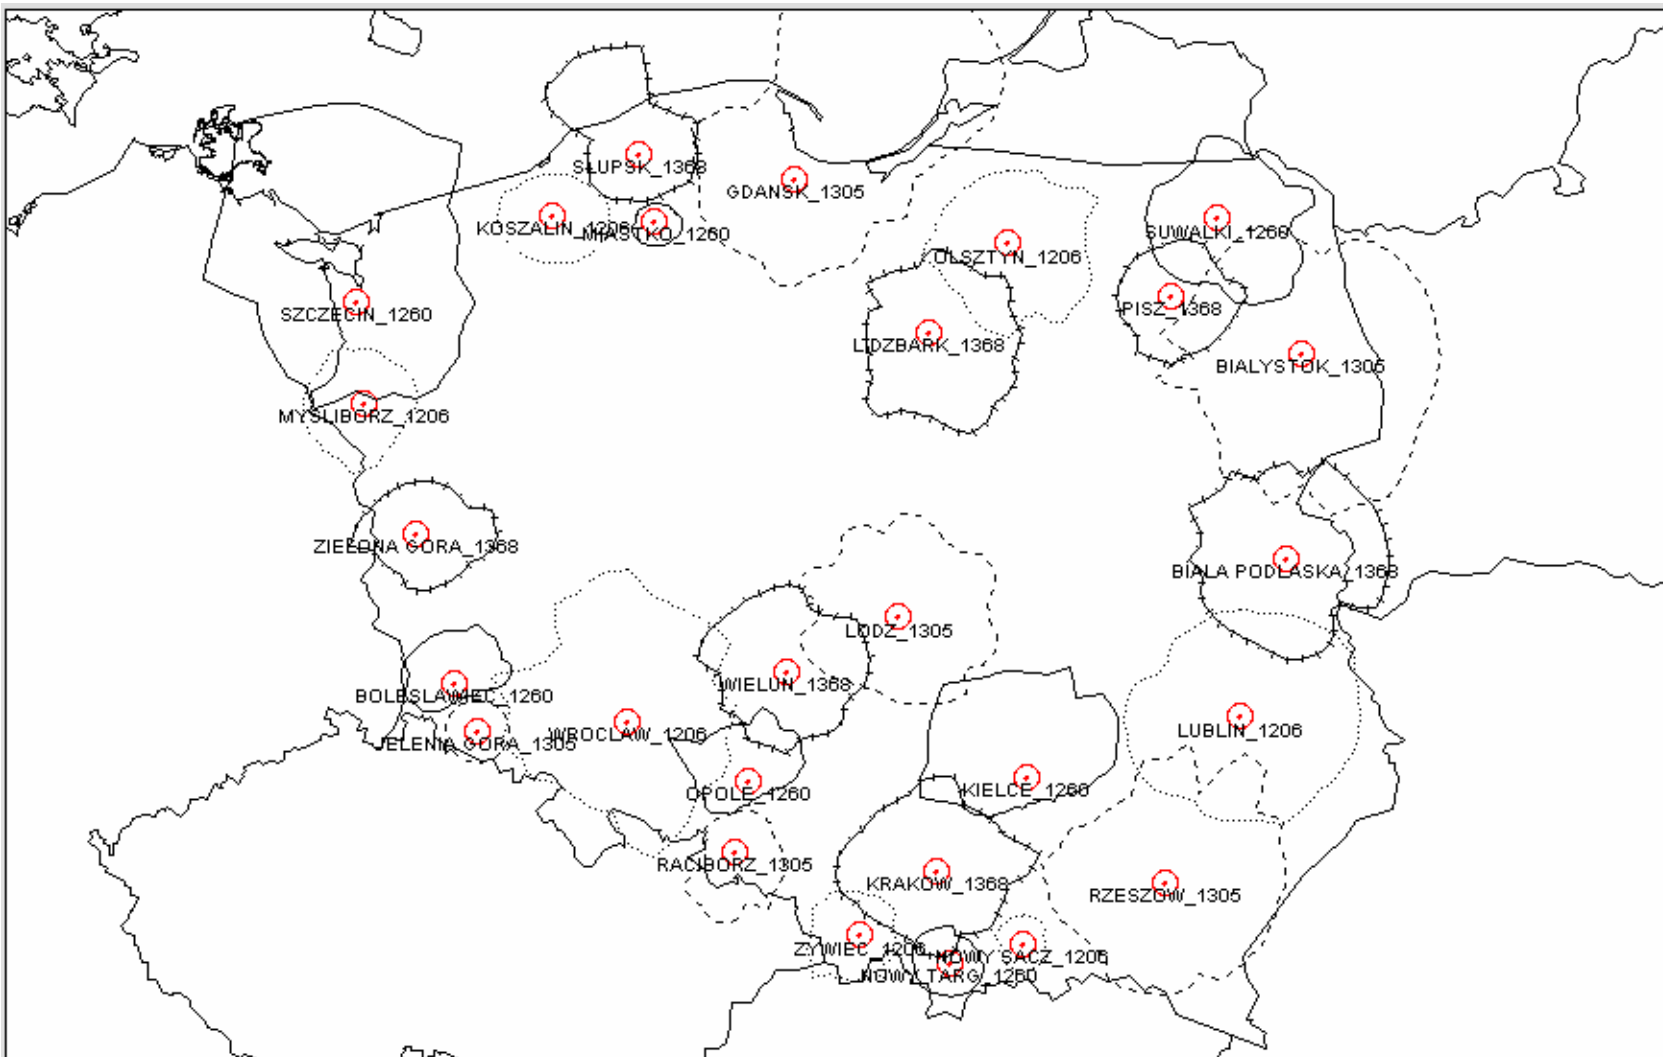 SŁUPSK_1368
GDANSK_1305
KOSZALIN_1206
MIASTKO_1260
SUWALKI_1260
OLSZTYN_1206
SZCZECIN_1260
PISZ_1368
LIDZBARK_1368
BIALYSTOK_1305
MYSLIBORZ_1206
ZIELONA GORA_1368
BIALA PODLASKA_1368
LODZ_1305
WIELUN_1368
BOLESLAWIEC_1260
LUBLIN_1206
WROCLAW_1206
JELENIA GORA_1305
OPOLE_1260
KIELCE_1260
RACIBORZ_1305
KRAKOW_1368
RZESZOW_1305
ZYWIEC_1206
NOWY SACZ_1206
NOWY TARG_1260